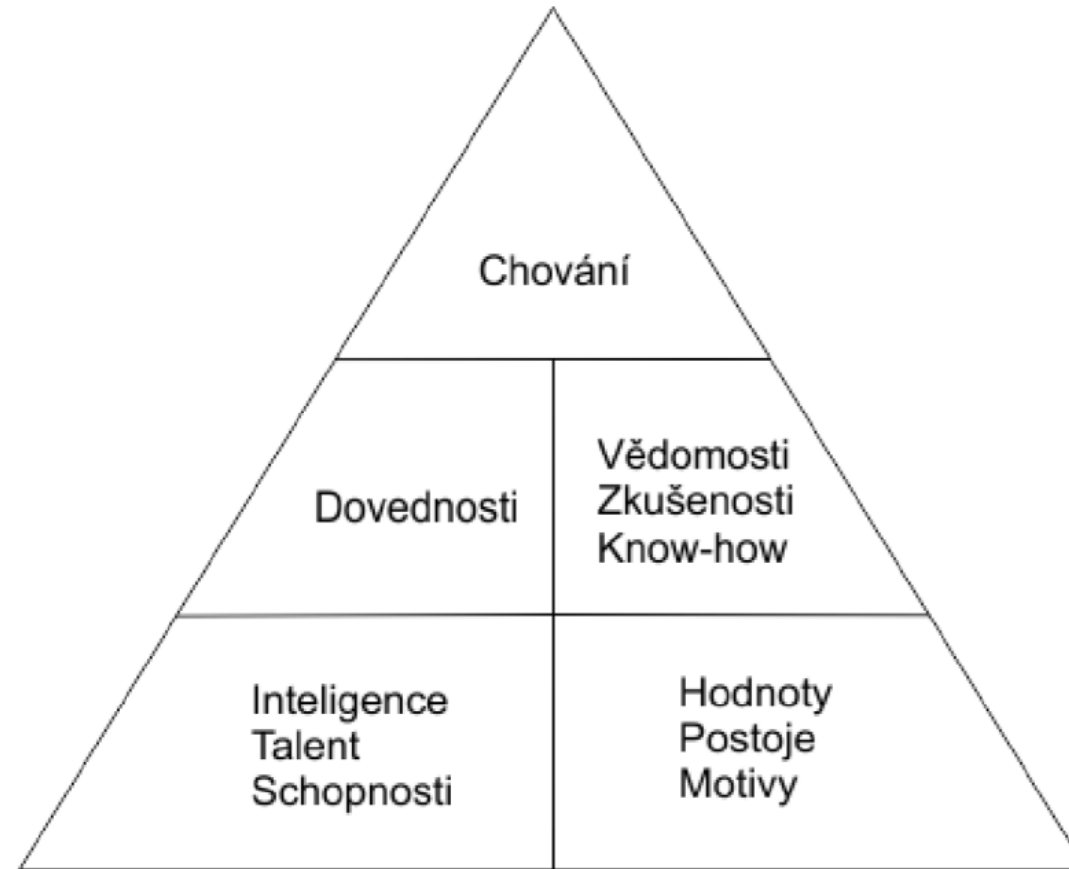 Chování
Dovednosti
Vědomosti
Zkušenosti
Know-how
Inteligence
Talent
Schopnosti
Hodnoty
Postoje
Motivy